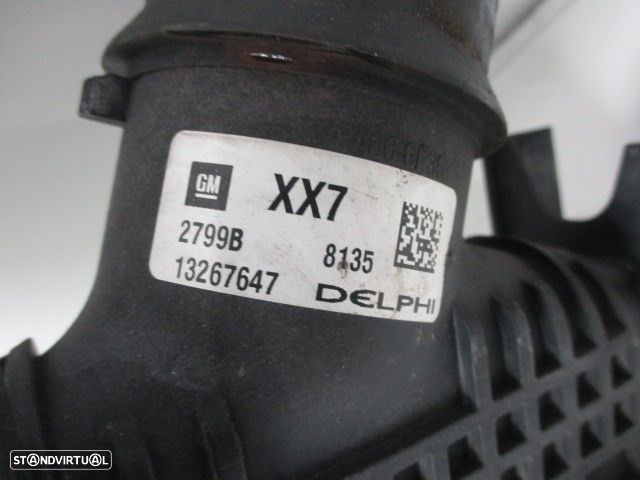 GM XX7
2799B 8135
13267647 DELPHI
STANDVIRTUAL